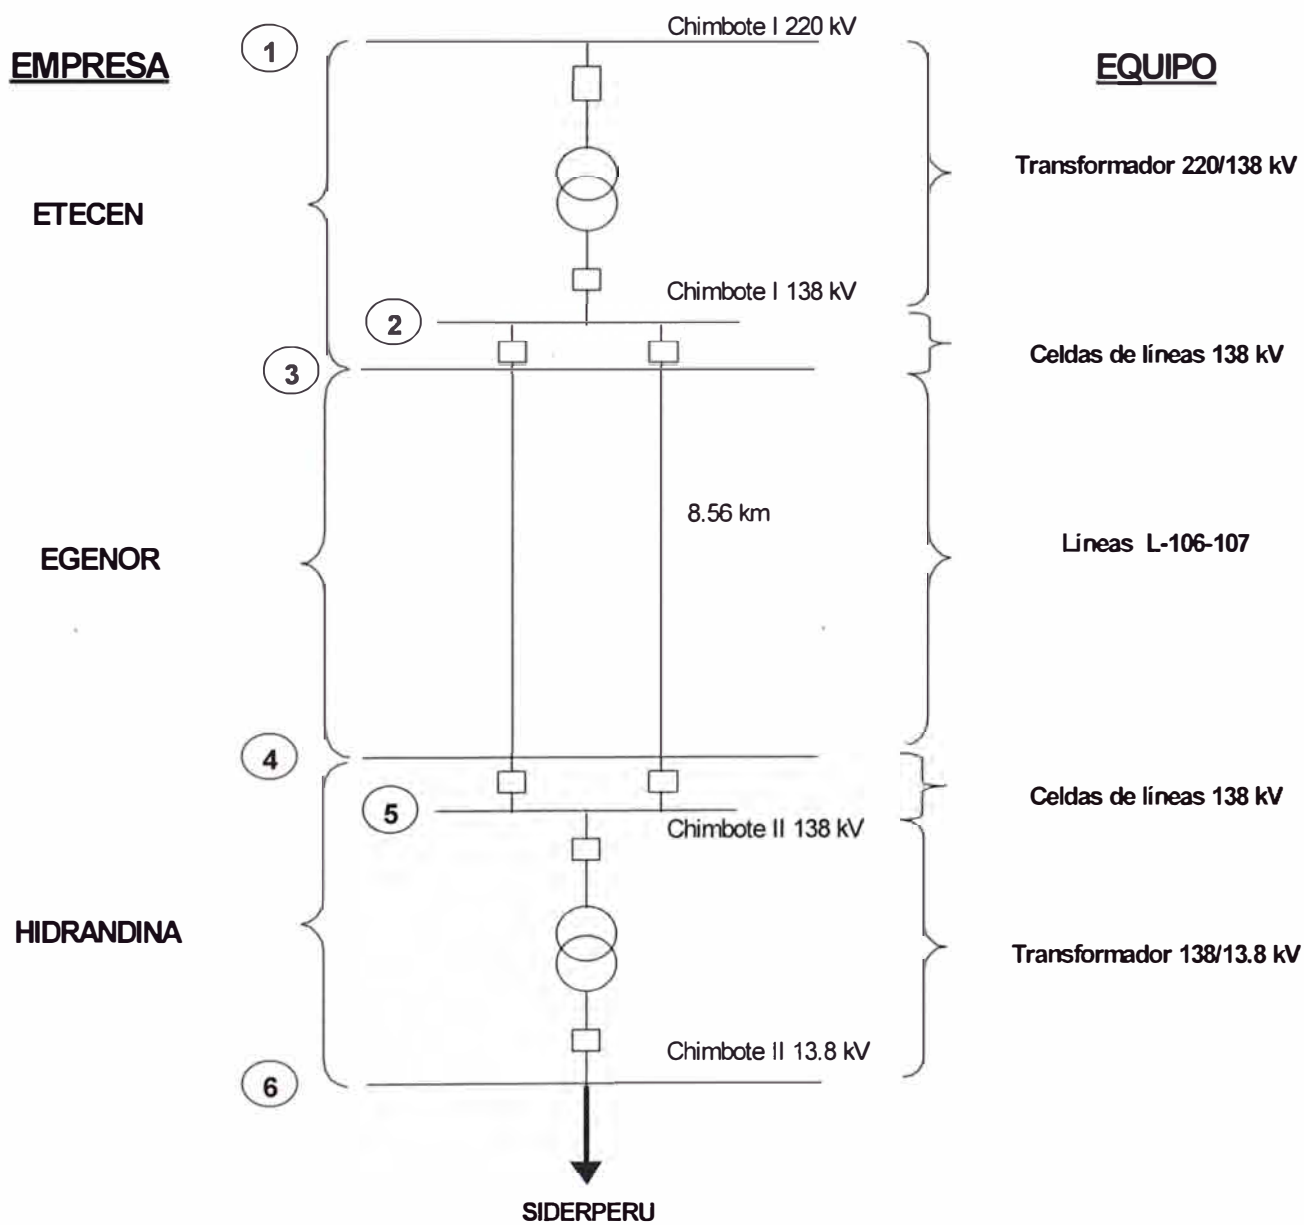 Chimbote I 220 kV
1
EMPRESA
EQUIPO
Transformador 220/138 kV
ETECEN
Chimbote I 138 kV
2
Celdas de líneas 138 kV
3
8.56 km
Líneas L-106-107
EGENOR
4
Celdas de líneas 138 kV
5
Chimbote II 138 kV
HIDRANDINA
Transformador 138/13.8 kV
Chimbote II 13.8 kV
6
SIDERPERU